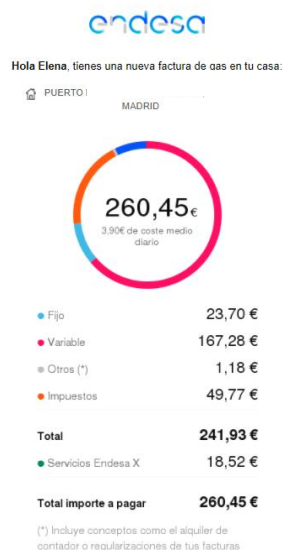 endesa
Hola Elena, tienes una nueva factura de gas en tu casa:
PUERTO
MADRID
260,45€
3,90€ de coste medio
diario
Fijo 23,70 €
Variable 167,28 €
Otros (*) 1,18 €
Impuestos 49,77 €
Total 241,93 €
Servicios Endesa X 18,52 €
Total importe a pagar 260,45 €
(*) Incluye conceptos como el alquiler de
contador o regularizaciones de tus facturas